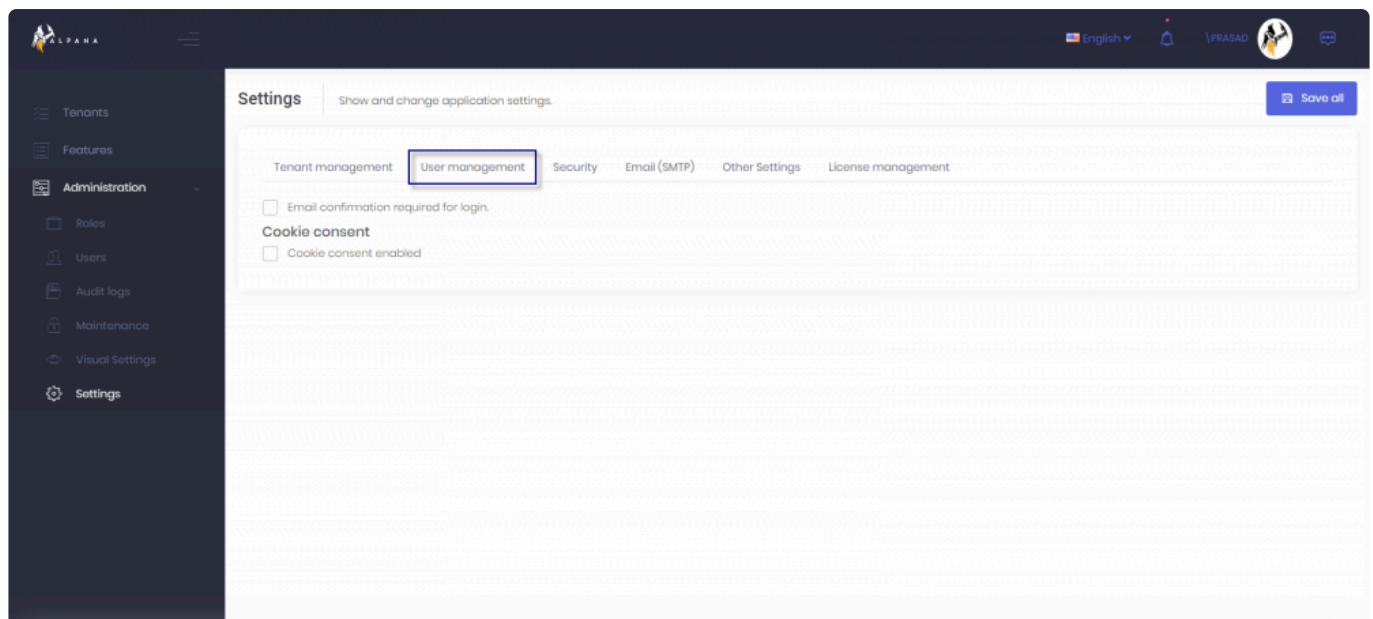 ALPANA
English
\PRASAD
Tenants
Features
Administration
Roles
Users
Audit logs
Maintenance
Visual Settings
Settings
Settings
Show and change application settings.
Save all
Tenant management User management Security Email (SMTP) Other Settings License management
Email confirmation required for login.
Cookie consent
Cookie consent enabled